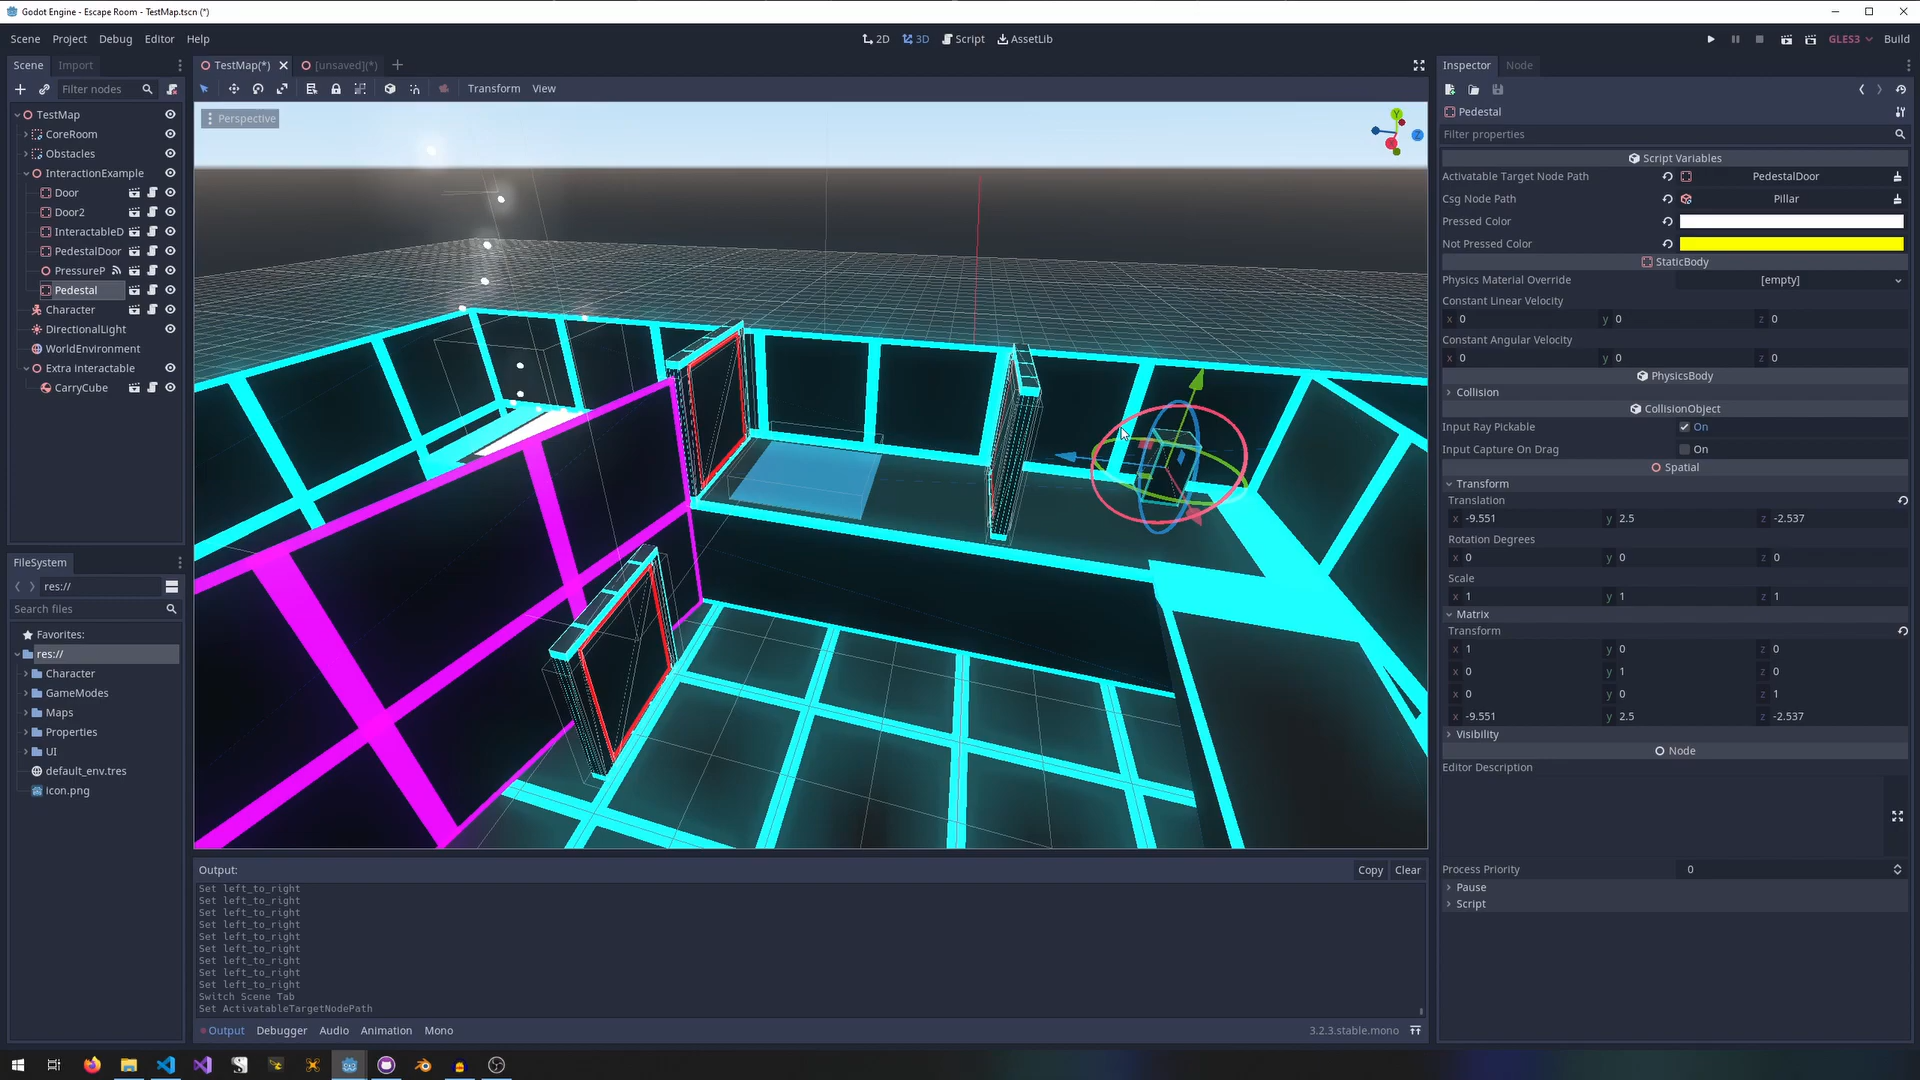 Godot Engine - Escape Room - TestMap.tscn (*)
Scene Project Debug Editor Help
2D 3D Script AssetLib
GLES3 Build
Scene Import
TestMap(*) [unsaved](*)
Inspector Node
Filter nodes
Transform View
Perspective
TestMap
CoreRoom
Obstacles
InteractionExample
Door
Door2
InteractableD
PedestalDoor
PressureP
Pedestal
Character
DirectionalLight
WorldEnvironment
Extra Interactable
CarryCube
FileSystem
res://
Search files
Favorites:
res://
Character
GameModes
Maps
Properties
UI
default_env.tres
icon.png
Y
Z
Output:
Copy Clear
Set left_to_right
Set left_to_right
Set left_to_right
Set left_to_right
Set left_to_right
Set left_to_right
Set left_to_right
Set left_to_right
Set left_to_right
Switch Scene Tab
Set ActivatableTargetNodePath
Output Debugger Audio Animation Mono
3.2.3.stable.mono
Pedestal
Filter properties
Script Variables
Activatable Target Node Path PedestalDoor
Csg Node Path Pillar
Pressed Color
Not Pressed Color
StaticBody
Physics Material Override [empty]
Constant Linear Velocity
x 0 y 0 z 0
Constant Angular Velocity
x 0 y 0 z 0
PhysicsBody
Collision
CollisionObject
Input Ray Pickable On
Input Capture On Drag On
Spatial
Transform
Translation
x -9.551 y 2.5 z -2.537
Rotation Degrees
x 0 y 0 z 0
Scale
x 1 y 1 z 1
Matrix
Transform
x 1 y 0 z 0
x 0 y 1 x 0
x 0 y 0 z 1
x -9.551 y 2.5 z -2.537
Visibility
Node
Editor Description
Process Priority 0
Pause
Script